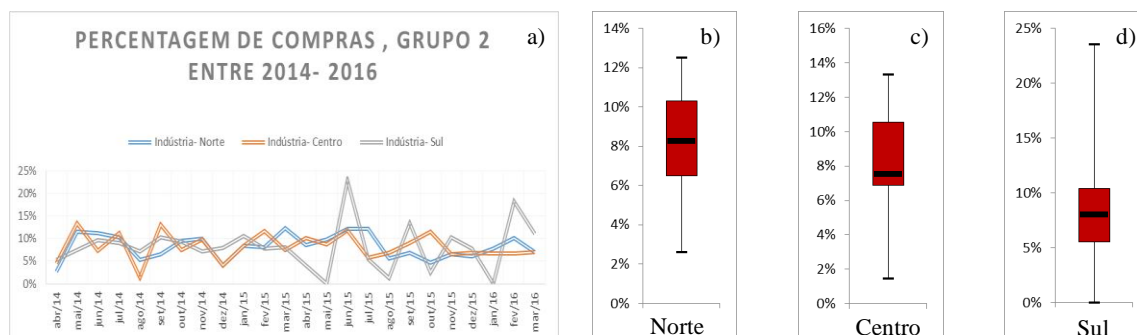 PERCENTAGEM DE COMPRAS , GRUPO 2
ENTRE 2014- 2016
a)
Indústria- Norte
Indústria- Centro
Indústria- Sul
25%
20%
15%
10%
5%
0%
abr/14
mai/14
jun/14
jul/14
ago/14
set/14
out/14
nov/14
dez/14
jan/15
fev/15
mar/15
abr/15
mai/15
jun/15
jul/15
ago/15
set/15
out/15
nov/15
dez/15
jan/16
fev/16
mar/16
b)
14%
12%
10%
8%
6%
4%
2%
0%
Norte
c)
16%
14%
12%
10%
8%
6%
4%
2%
0%
Centro
d)
25%
20%
15%
10%
5%
0%
Sul